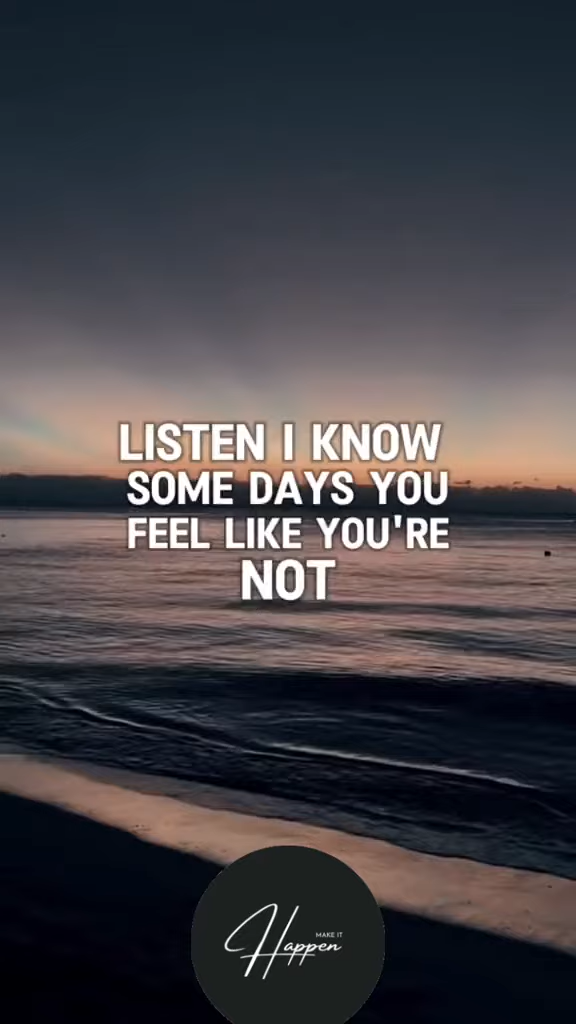 LISTEN I KNOW
SOME DAYS YOU
FEEL LIKE YOU'RE
NOT
MAKE IT
Happen